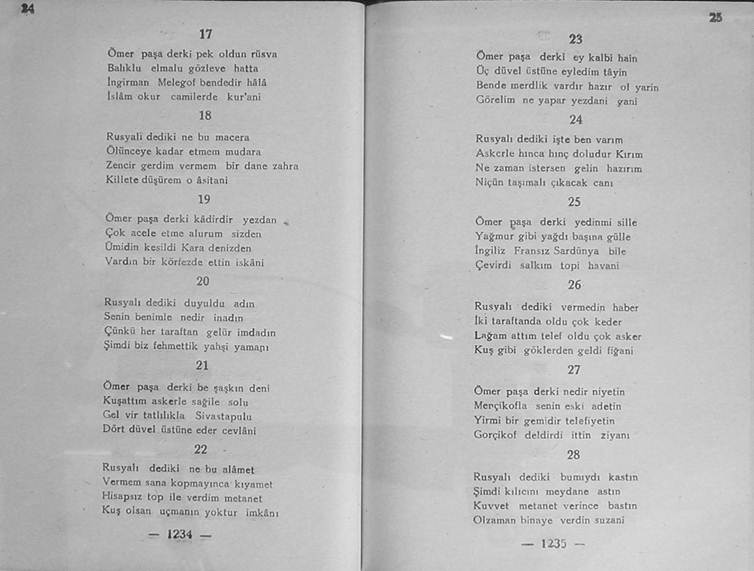 24
17
Ömer paşa derki pek oldun rüsva
Balıklu elmalu gözleve hatta
İngirman Melegof bendedir hâlâ
İslâm okur camilerde kur'ani
18
Rusyali dediki ne bu macera
Ölünceye kadar etmem mudara
Zencir gerdim vermem bir dane zahra
Killete düşürem o âsitani
19
Ömer paşa derki kâdirdir yezdan
Çok acele etme alurum sizden
Ümidin kesildi Kara denizden
Vardın bir körfezde ettin iskâni
20
Rusyalı dediki duyuldu adın
Senin benimle nedir inadın
Çünkü her taraftan gelür imdadın
Şimdi biz fehmettik yahşi yamanı
21
Ömer paşa derki be şaşkın deni
Kuşattım askerle sağile solu
Gel vir tatlılıkla Sivastapulu
Dört düvel üstüne eder cevlâni
22
Rusyalı dediki ne bu alâmet
Vermem sana kopmayınca kıyamet
Hisapsız top ile verdim metanet
Kuş olsan uçmanın yoktur imkânı
— 1234 —
25
23
Ömer paşa derki ey kalbi hain
Üç düvel üstüne eyledim tâyin
Bende merdlik vardır hazır ol yarin
Görelim ne yapar yezdani gani
24
Rusyalı dediki işte ben varım
Askerle hınca hınç doludur Kırım
Ne zaman istersen gelin hazırım
Niçün taşımalı çıkacak canı
25
Ömer paşa derki yedinmi sille
Yağmur gibi yağdı başına gülle
İngiliz Fransız Sardünya bile
Çevirdi salkım topi havani
26
Rusyalı dediki vermedin haber
İki taraftanda oldu çok keder
Lağam attım telef oldu çok asker
Kuş gibi göklerden geldi figâni
27
Ömer paşa derki nedir niyetin
Mençikofla senin eski adetin
Yirmi bir gemidir telefiyetin
Gorçikof deldirdi ittin ziyanı
28
Rusyalı dediki bumıydı kastın
Şimdi kılıcını meydane astın
Kuvvet metanet verince bastın
Olzaman binaye verdin suzani
— 1235 —